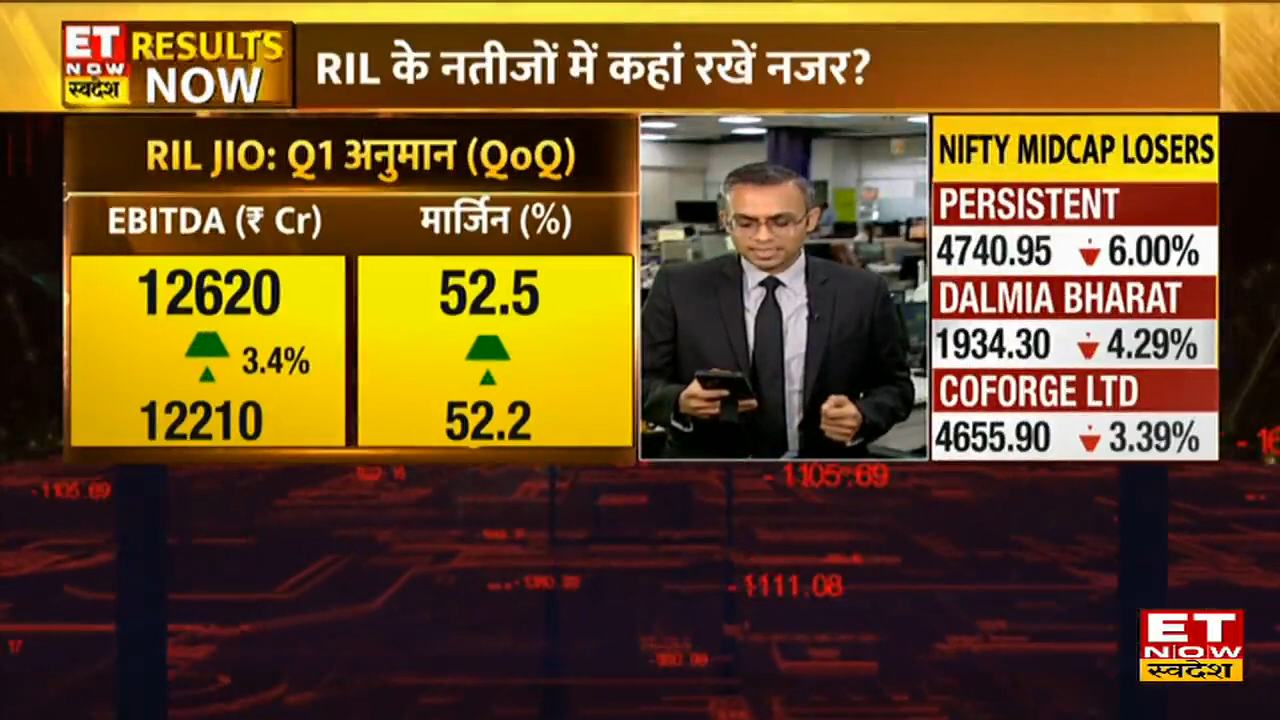 ET
NOW
स्वदेश
RESULTS
NOW
RIL के नतीजों में कहां रखें नजर?
RIL JIO: Q1 अनुमान (QoQ)
EBITDA (₹ Cr)
मार्जिन (%)
12620
3.4%
12210
52.5
52.2
NIFTY MIDCAP LOSERS
PERSISTENT
4740.95 6.00%
DALMIA BHARAT
1934.30 4.29%
COFORGE LTD
4655.90 3.39%
-1105.69
-1105.69
-1111.08
17
ET
NOW
स्वदेश